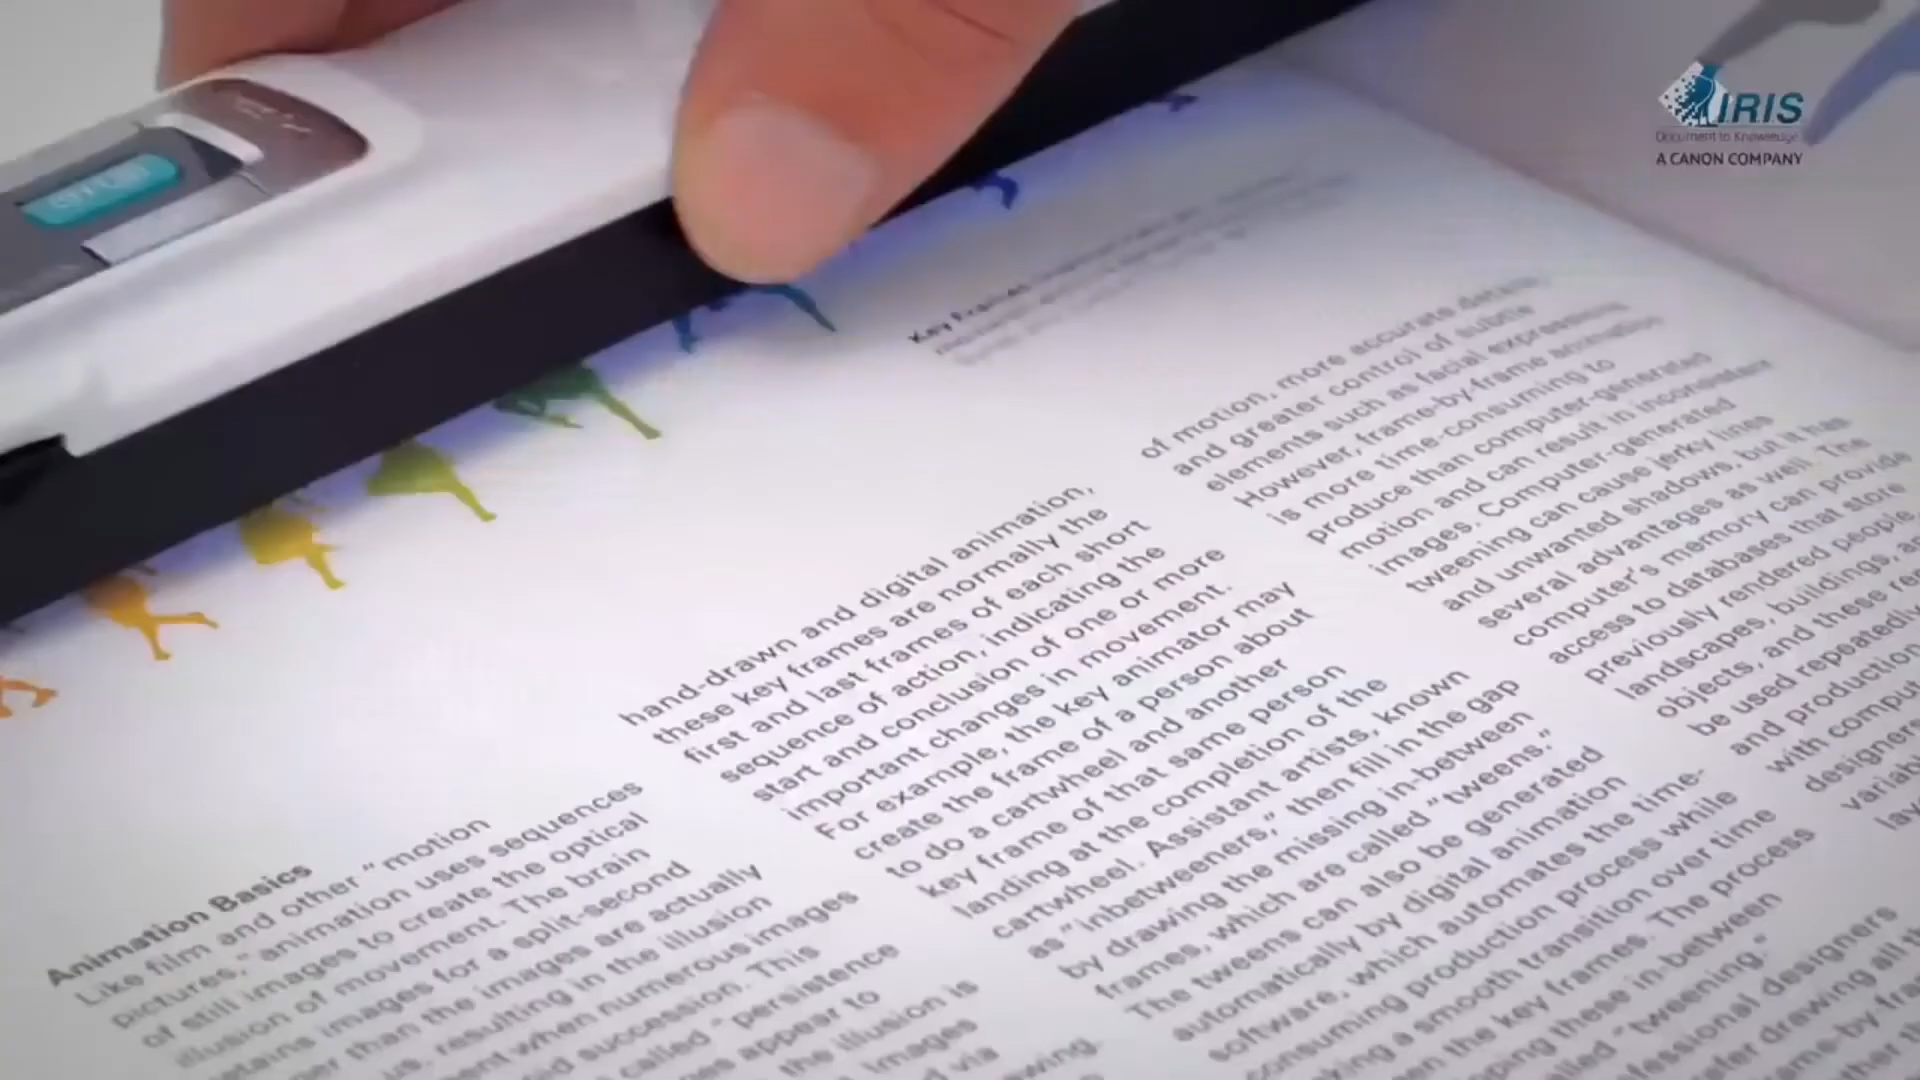 IRIS
Document to Knowledge
A CANON COMPANY
Key Frames
Animation Basics
Like film and other "motion
pictures," animation uses sequences
of still images to create the optical
illusion of movement. The brain
images for a split-second
than the images are actually
us, resulting in the illusion
when numerous images
succession. This
called "persistence
appear to
the illusion is
images
via
hand-drawn and digital animation,
these key frames are normally the
first and last frames of each short
sequence of action, indicating the
start and conclusion of one or more
important changes in movement.
For example, the key animator may
create the frame of a person about
to do a cartwheel and another
key frame of that same person
landing at the completion of the
cartwheel. Assistant artists, known
as "inbetweeners," then fill in the gap
by drawing the missing in-between
frames, which are called "tweens."
The tweens can also be generated
automatically by digital animation
software, which automates the time-
consuming production process while
a smooth transition over time
the key frames. The process
these in-between
"tweening."
designers
drawing all
of motion, more accurate detail,
and greater control of subtle
elements such as facial expressions
However, frame-by-frame animation
is more time-consuming to
produce than computer-generated
motion and can result in inconsistent
images. Computer-generated
tweening can cause jerky lines
and unwanted shadows, but it has
several advantages as well. The
computer's memory can provide
access to databases that store
previously rendered people,
landscapes, buildings,
objects, and these
be used repeatedly
and production
with
designers